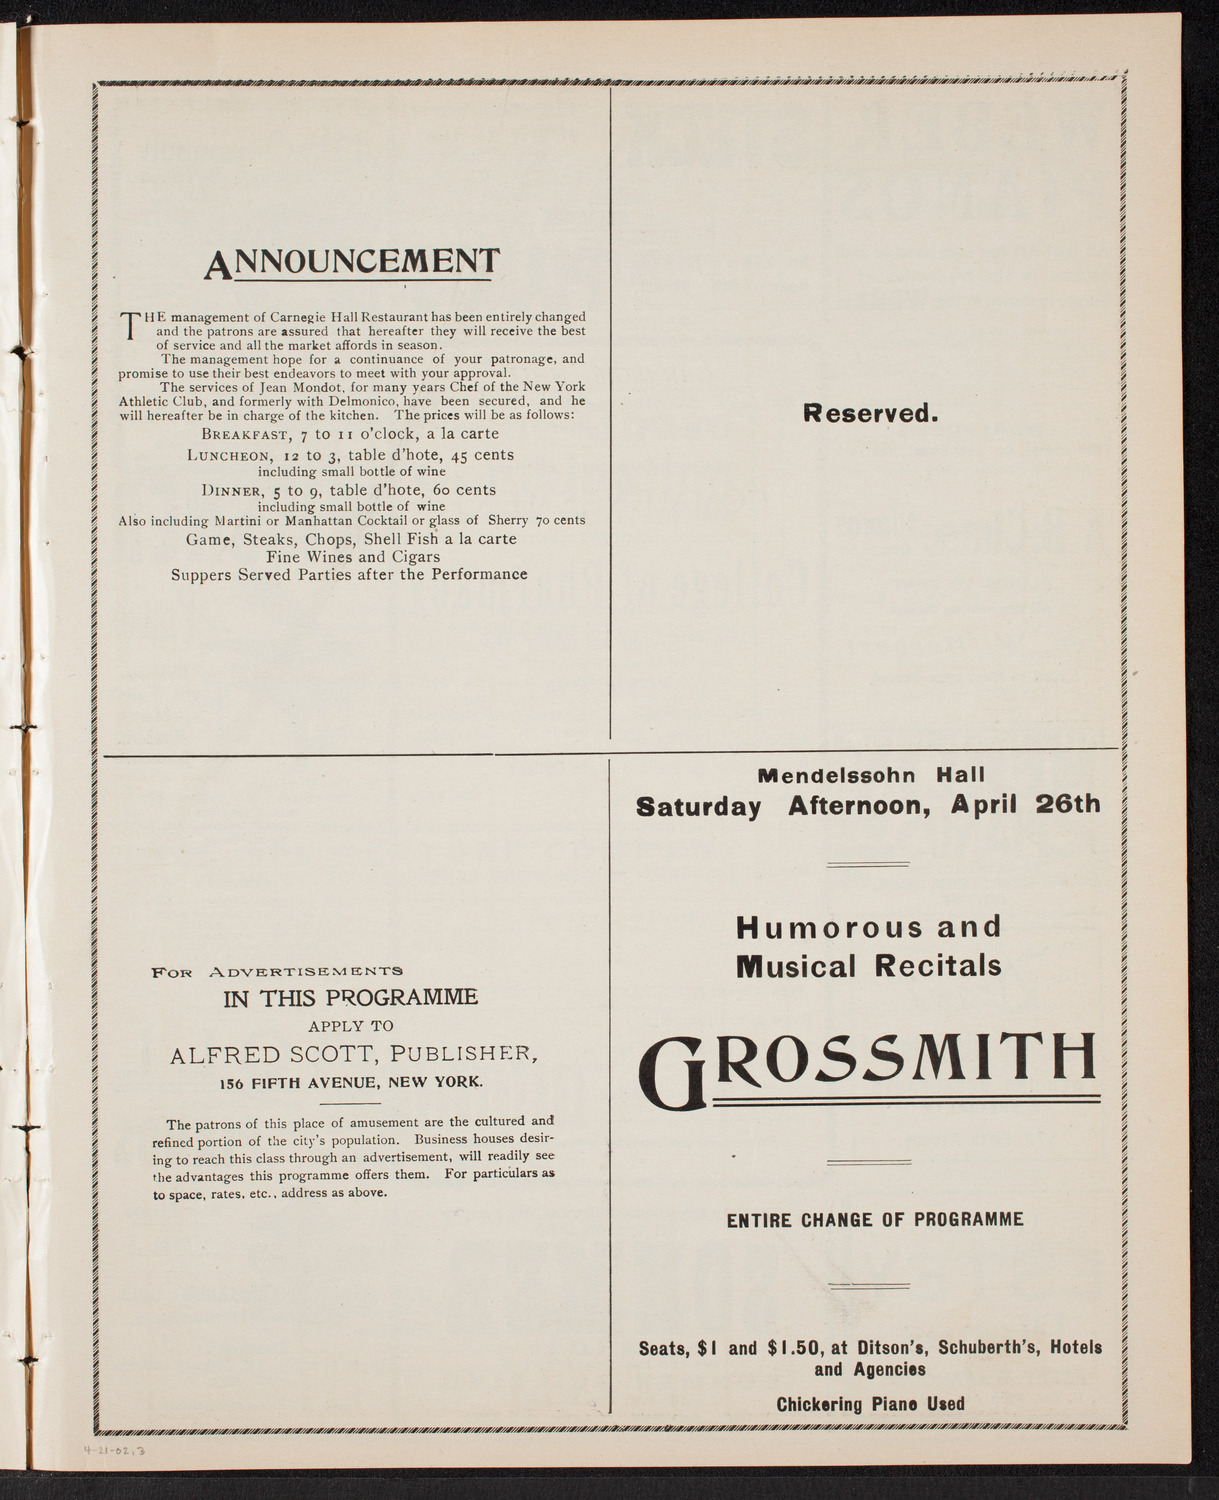 ANNOUNCEMENT
THE management of Carnegie Hall Restaurant has been entirely changed
and the patrons are assured that hereafter they will receive the best
of service and all the market affords in season.
The management hope for a continuance of your patronage, and
promise to use their best endeavors to meet with your approval.
The services of Jean Mondot, for many years Chef of the New York
Athletic Club, and formerly with Delmonico, have been secured, and he
will hereafter be in charge of the kitchen. The prices will be as follows:
BREAKFAST, 7 to 11 o'clock, a la carte
LUNCHEON, 12 to 3, table d'hote, 45 cents
including small bottle of wine
DINNER, 5 to 9, table d'hote, 60 cents
including small bottle of wine
Also including Martini or Manhattan Cocktail or glass of Sherry 70 cents
Game, Steaks, Chops, Shell Fish a la carte
Fine Wines and Cigars
Suppers Served Parties after the Performance
Reserved.
FOR ADVERTISEMENTS
IN THIS PROGRAMME
APPLY TO
ALFRED SCOTT, PUBLISHER,
156 FIFTH AVENUE, NEW YORK.
The patrons of this place of amusement are the cultured and
refined portion of the city's population. Business houses desir-
ing to reach this class through an advertisement, will readily see
the advantages this programme offers them. For particulars as
to space, rates, etc., address as above.
Mendelssohn Hall
Saturday Afternoon, April 26th
Humorous and
Musical Recitals
GROSSMITH
ENTIRE CHANGE OF PROGRAMME
Seats, $1 and $1.50, at Ditson's, Schuberth's, Hotels
and Agencies
Chickering Piano Used
4-21-02,3